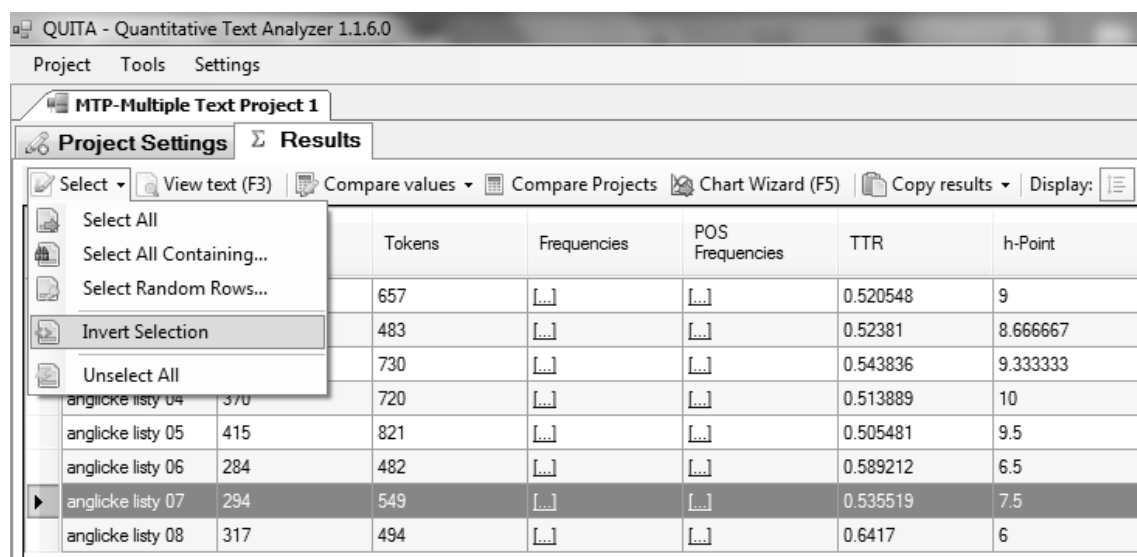 QUITA - Quantitative Text Analyzer 1.1.6.0
Project Tools Settings
MTP-Multiple Text Project 1
Project Settings Σ Results
Select View text (F3) Compare values Compare Projects Chart Wizard (F5) Copy results Display:
Select All
Select All Containing...
Select Random Rows...
Invert Selection
Unselect All
Tokens Frequencies POS Frequencies TTR h-Point
657 [...] [...] 0.520548 9
483 [...] [...] 0.52381 8.666667
730 [...] [...] 0.543836 9.333333
anglicke listy 04 370 720 [...] [...] 0.513889 10
anglicke listy 05 415 821 [...] [...] 0.505481 9.5
anglicke listy 06 284 482 [...] [...] 0.589212 6.5
anglicke listy 07 294 549 [...] [...] 0.535519 7.5
anglicke listy 08 317 494 [...] [...] 0.6417 6